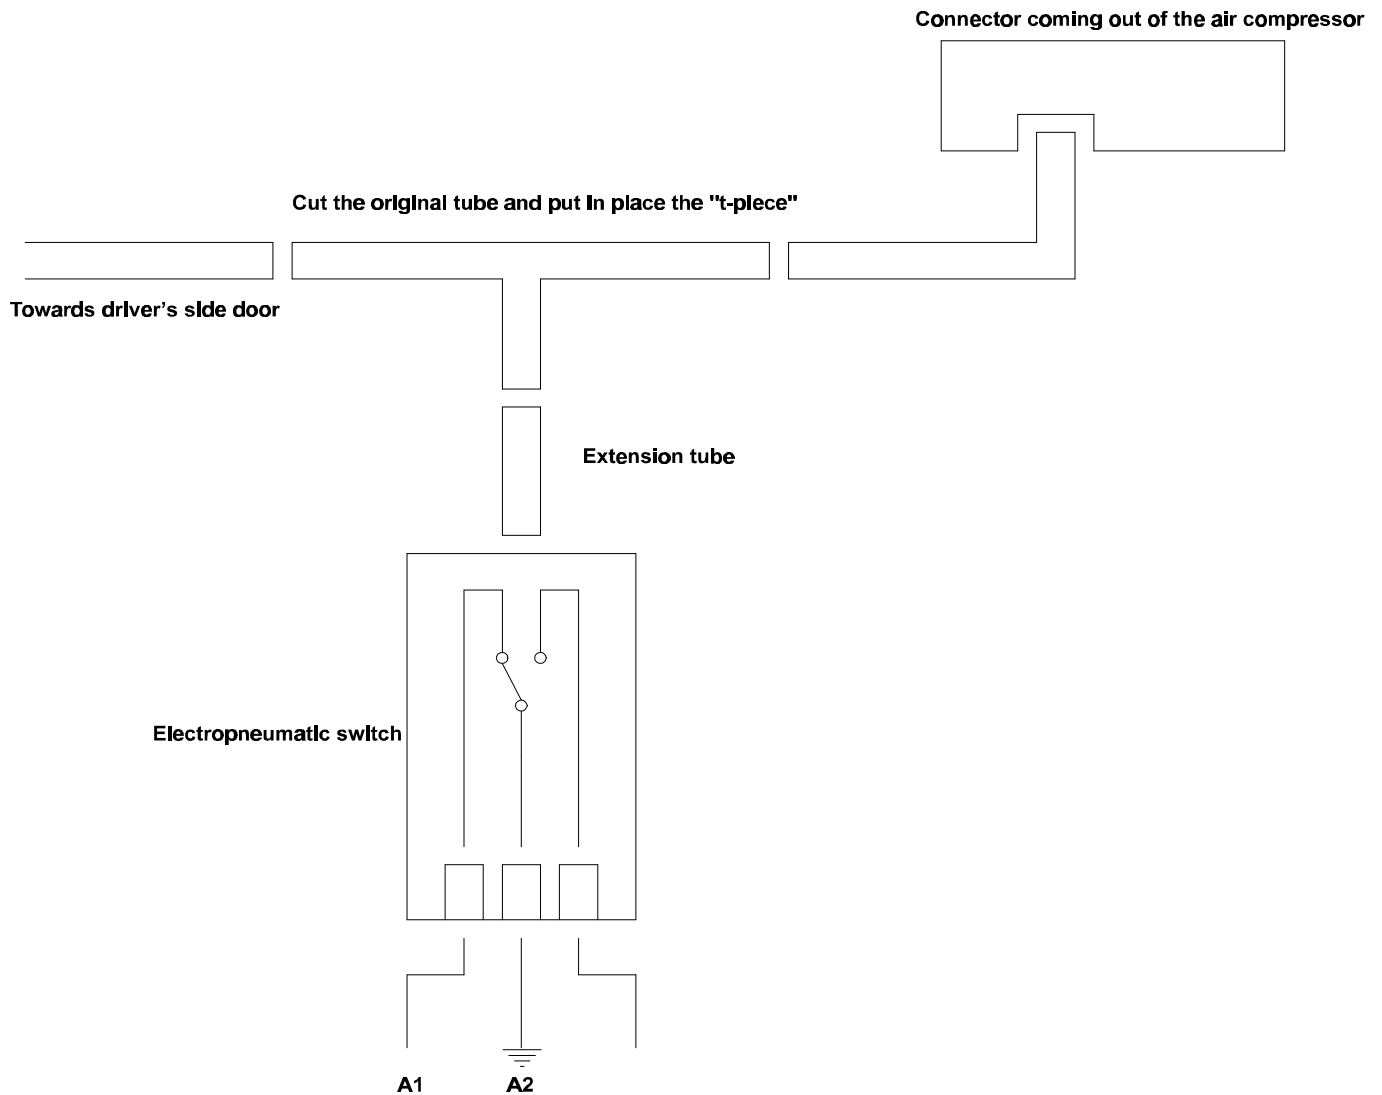 Connector coming out of the air compressor
Cut the original tube and put in place the "t-piece"
Towards driver's side door
Extension tube
Electropneumatic switch
A1
A2